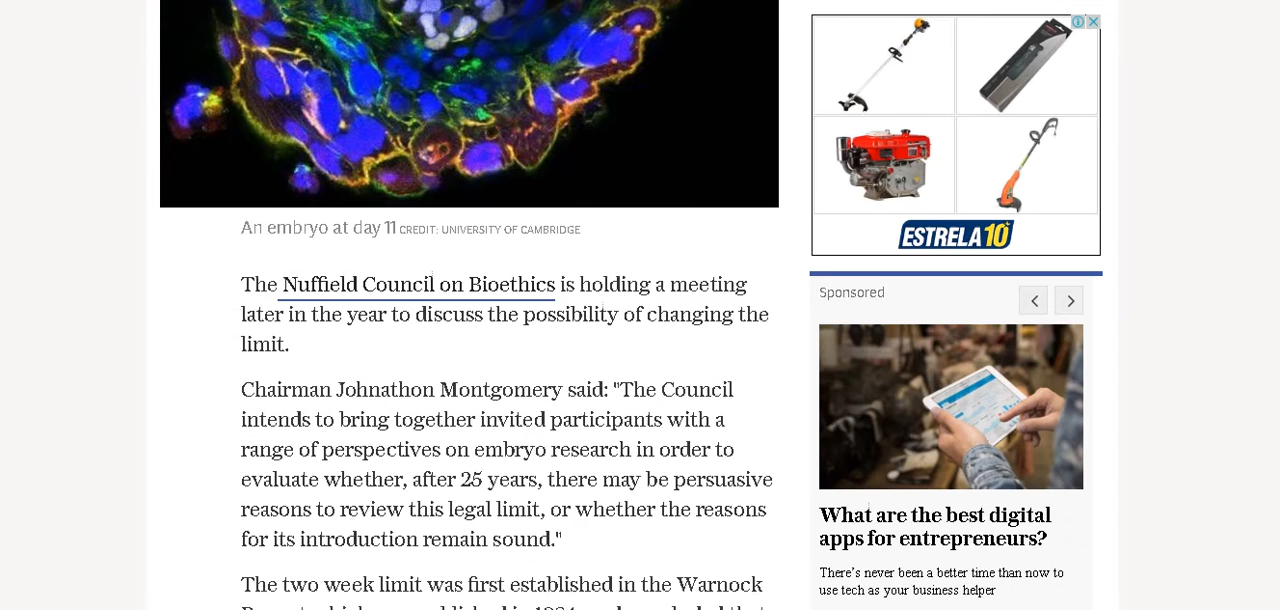 An embryo at day 11 CREDIT: UNIVERSITY OF CAMBRIDGE
The Nuffield Council on Bioethics is holding a meeting
later in the year to discuss the possibility of changing the
limit.
Chairman Johnathon Montgomery said: "The Council
intends to bring together invited participants with a
range of perspectives on embryo research in order to
evaluate whether, after 25 years, there may be persuasive
reasons to review this legal limit, or whether the reasons
for its introduction remain sound."
The two week limit was first established in the Warnock
ESTRELA10
Sponsored
What are the best digital
apps for entrepreneurs?
There's never been a better time than now to
use tech as your business helper